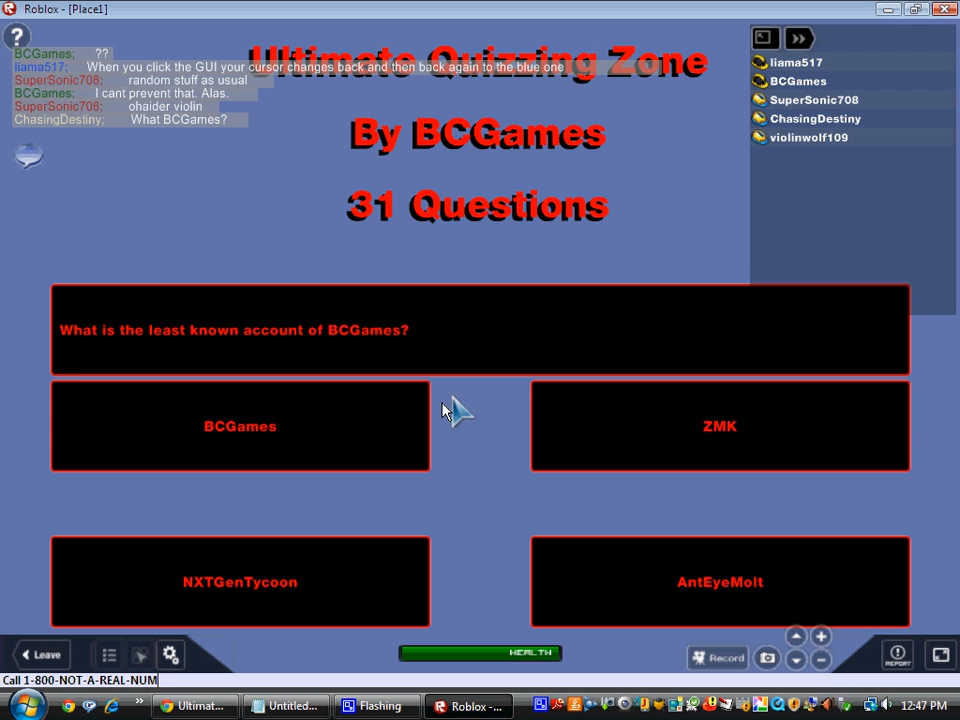 Roblox - [Place1]
?
BCGames; ??
liama517; When you click the GUI your cursor changes back and then back again to the blue one
SuperSonic708; random stuff as usual
BCGames; I cant prevent that. Alas.
SuperSonic708; ohaider violin
ChasingDestiny; What BCGames?
Ultimate Quizzing Zone
By BCGames
31 Questions
liama517
BCGames
SuperSonic708
ChasingDestiny
violinwolf109
What is the least known account of BCGames?
BCGames
ZMK
NXTGenTycoon
AntEyeMolt
Leave
HEALTH
Record
REPORT
Call 1-800-NOT-A-REAL-NUM
Ultimat...
Untitled...
Flashing
Roblox -...
12:47 PM